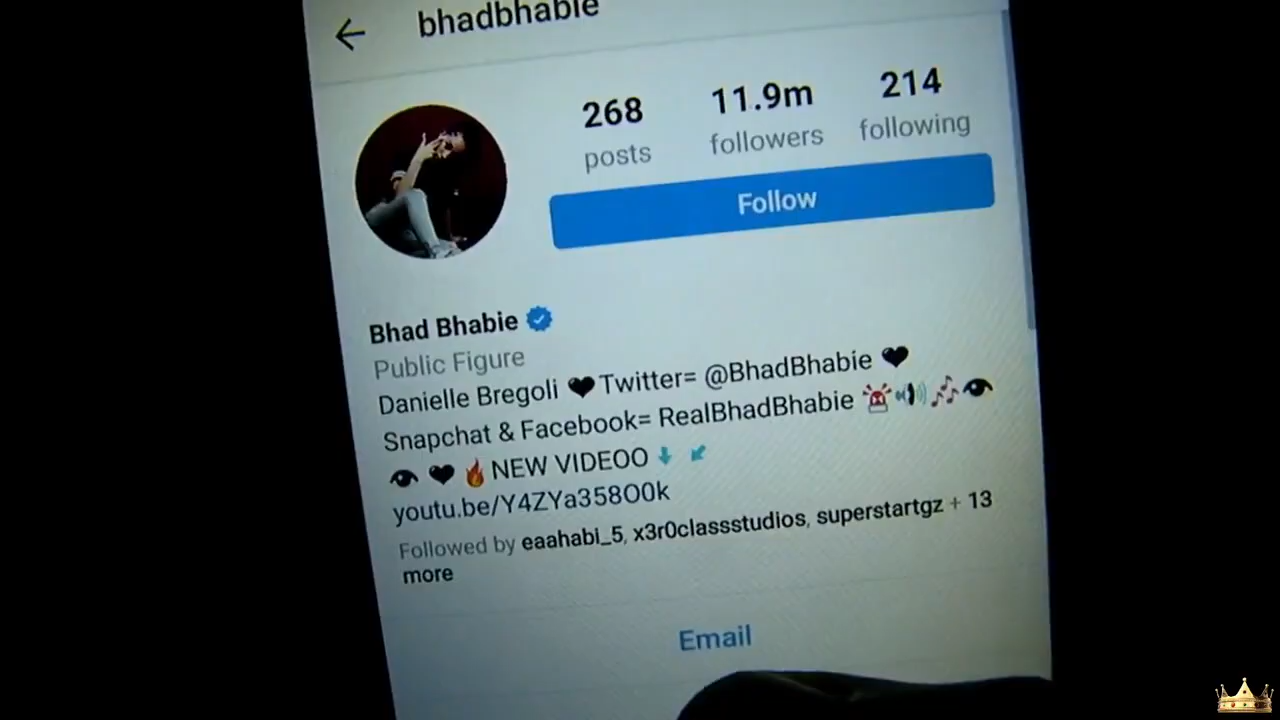 bhadbhabie
268 11.9m 214
posts followers following
Follow
Bhad Bhabie
Public Figure
Danielle Bregoli 🖤Twitter= @BhadBhabie 🖤
Snapchat & Facebook= RealBhadBhabie 🚨🔊🎶👁
👁 🖤 🔥NEW VIDEOO ⬇ ↙
youtu.be/Y4ZYa358O0k
Followed by eaahabi_5, x3r0classstudios, superstartgz + 13
more
Email